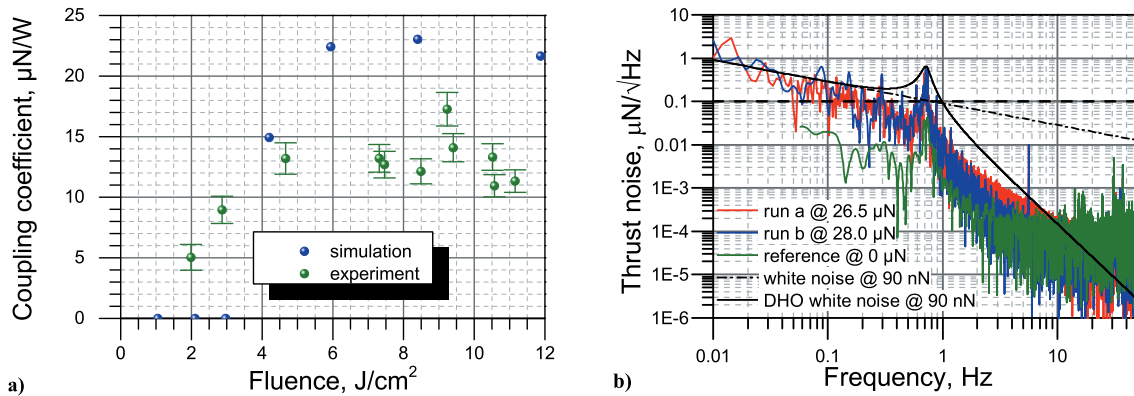 25
20
15
10
5
0
Coupling coefficient, µN/W
0 2 4 6 8 10 12
Fluence, J/cm²
simulation
experiment
a)
10
1
0.1
0.01
1E-3
1E-4
1E-5
1E-6
Thrust noise, µN/√Hz
run a @ 26.5 µN
run b @ 28.0 µN
reference @ 0 µN
white noise @ 90 nN
DHO white noise @ 90 nN
0.01 0.1 1 10
Frequency, Hz
b)